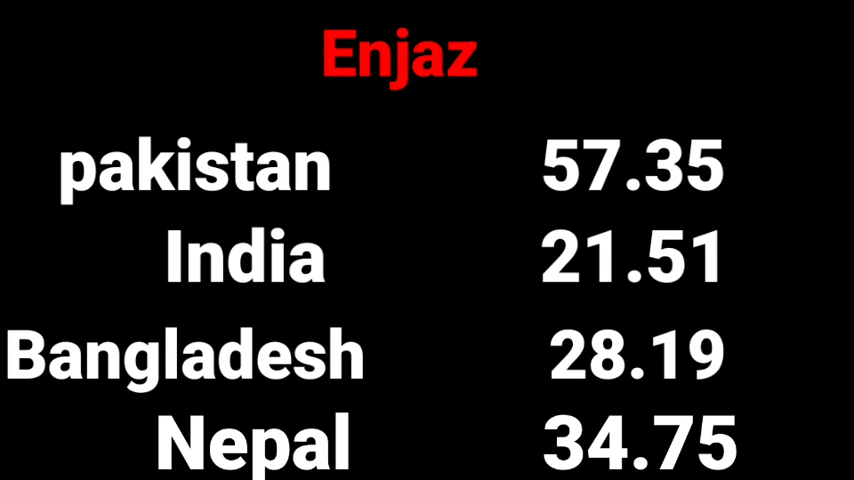 Enjaz
pakistan 57.35
India 21.51
Bangladesh 28.19
Nepal 34.75